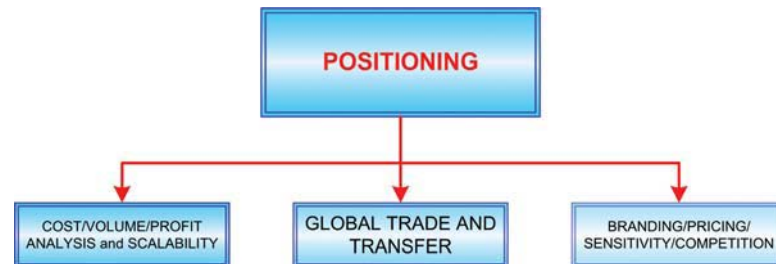 POSITIONING
COST/VOLUME/PROFIT
ANALYSIS and SCALABILITY
GLOBAL TRADE AND
TRANSFER
BRANDING/PRICING/
SENSITIVITY/COMPETITION